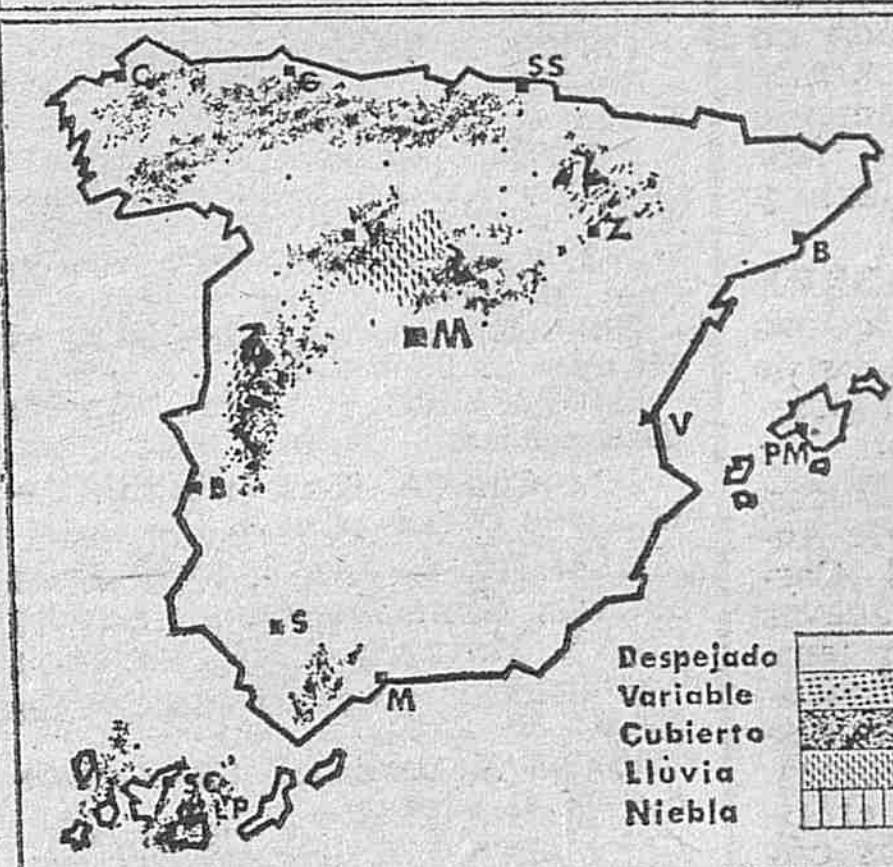 C
G
SS
Z
V
B
M
V
PM
B
S
M
SC
LP
Despejado
Variable
Cubierto
Lluvia
Niebla